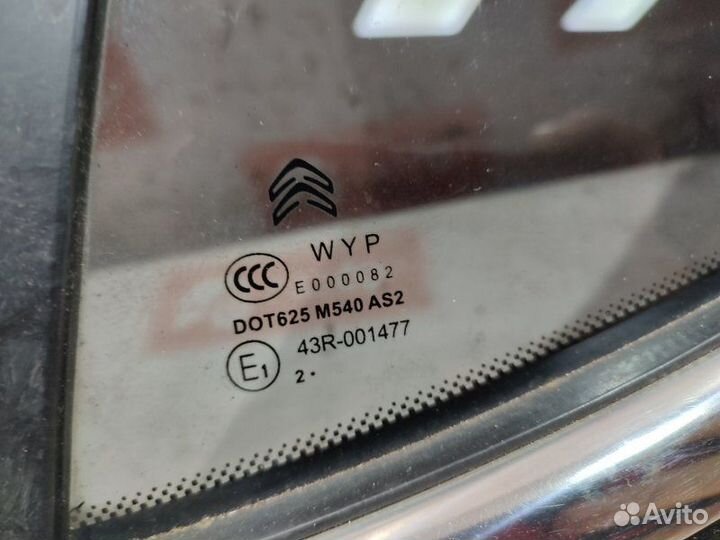 WYP
CCC E000082
DOT625 M540 AS2
E1 43R-001477
2.
Avito